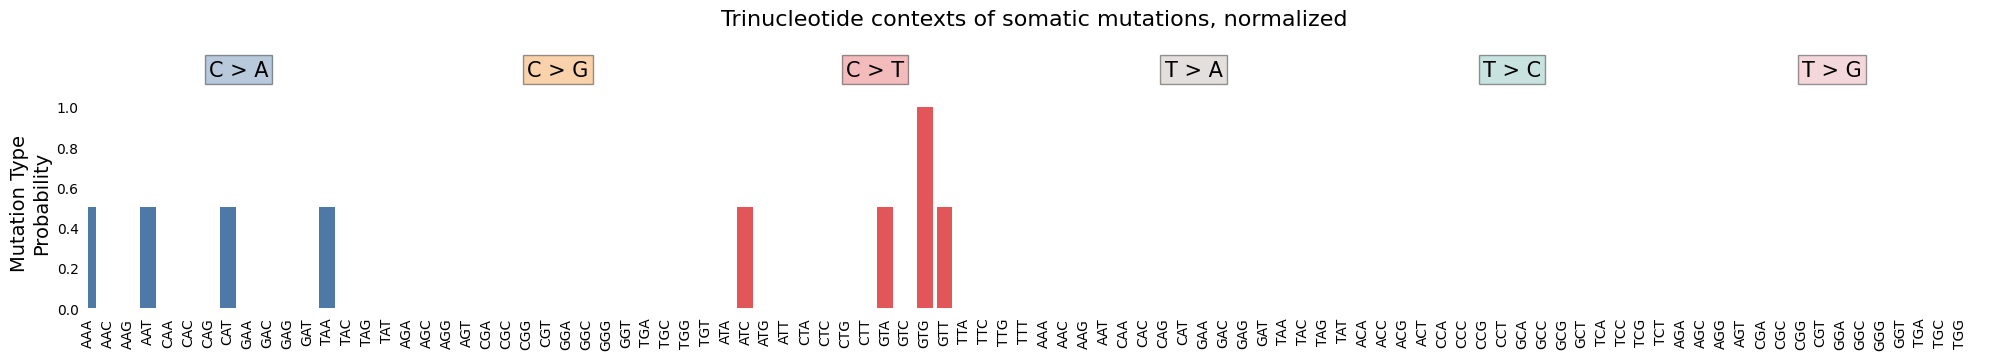 Trinucleotide contexts of somatic mutations, normalized
C > A C > G C > T T > A T > C T > G
Mutation Type
Probability
1.0
0.8
0.6
0.4
0.2
0.0
AAA AAC AAG AAT CAA CAC CAG CAT GAA GAC GAG GAT TAA TAC TAG TAT AGA AGC AGG AGT CGA CGC CGG CGT GGA GGC GGG GGT TGA TGC TGG TGT ATA ATC ATG ATT CTA CTC CTG CTT GTA GTC GTG GTT TTA TTC TTG TTT AAA AAC AAG AAT CAA CAC CAG CAT GAA GAC GAG GAT TAA TAC TAG TAT ACA ACC ACG ACT CCA CCC CCG CCT GCA GCC GCG GCT TCA TCC TCG TCT AGA AGC AGG AGT CGA CGC CGG CGT GGA GGC GGG GGT TGA TGC TGG